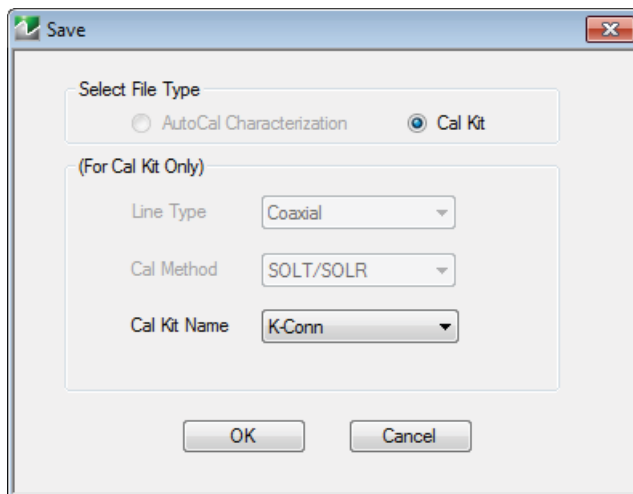 Save
Select File Type
AutoCal Characterization Cal Kit
(For Cal Kit Only)
Line Type Coaxial
Cal Method SOLT/SOLR
Cal Kit Name K-Conn
OK Cancel